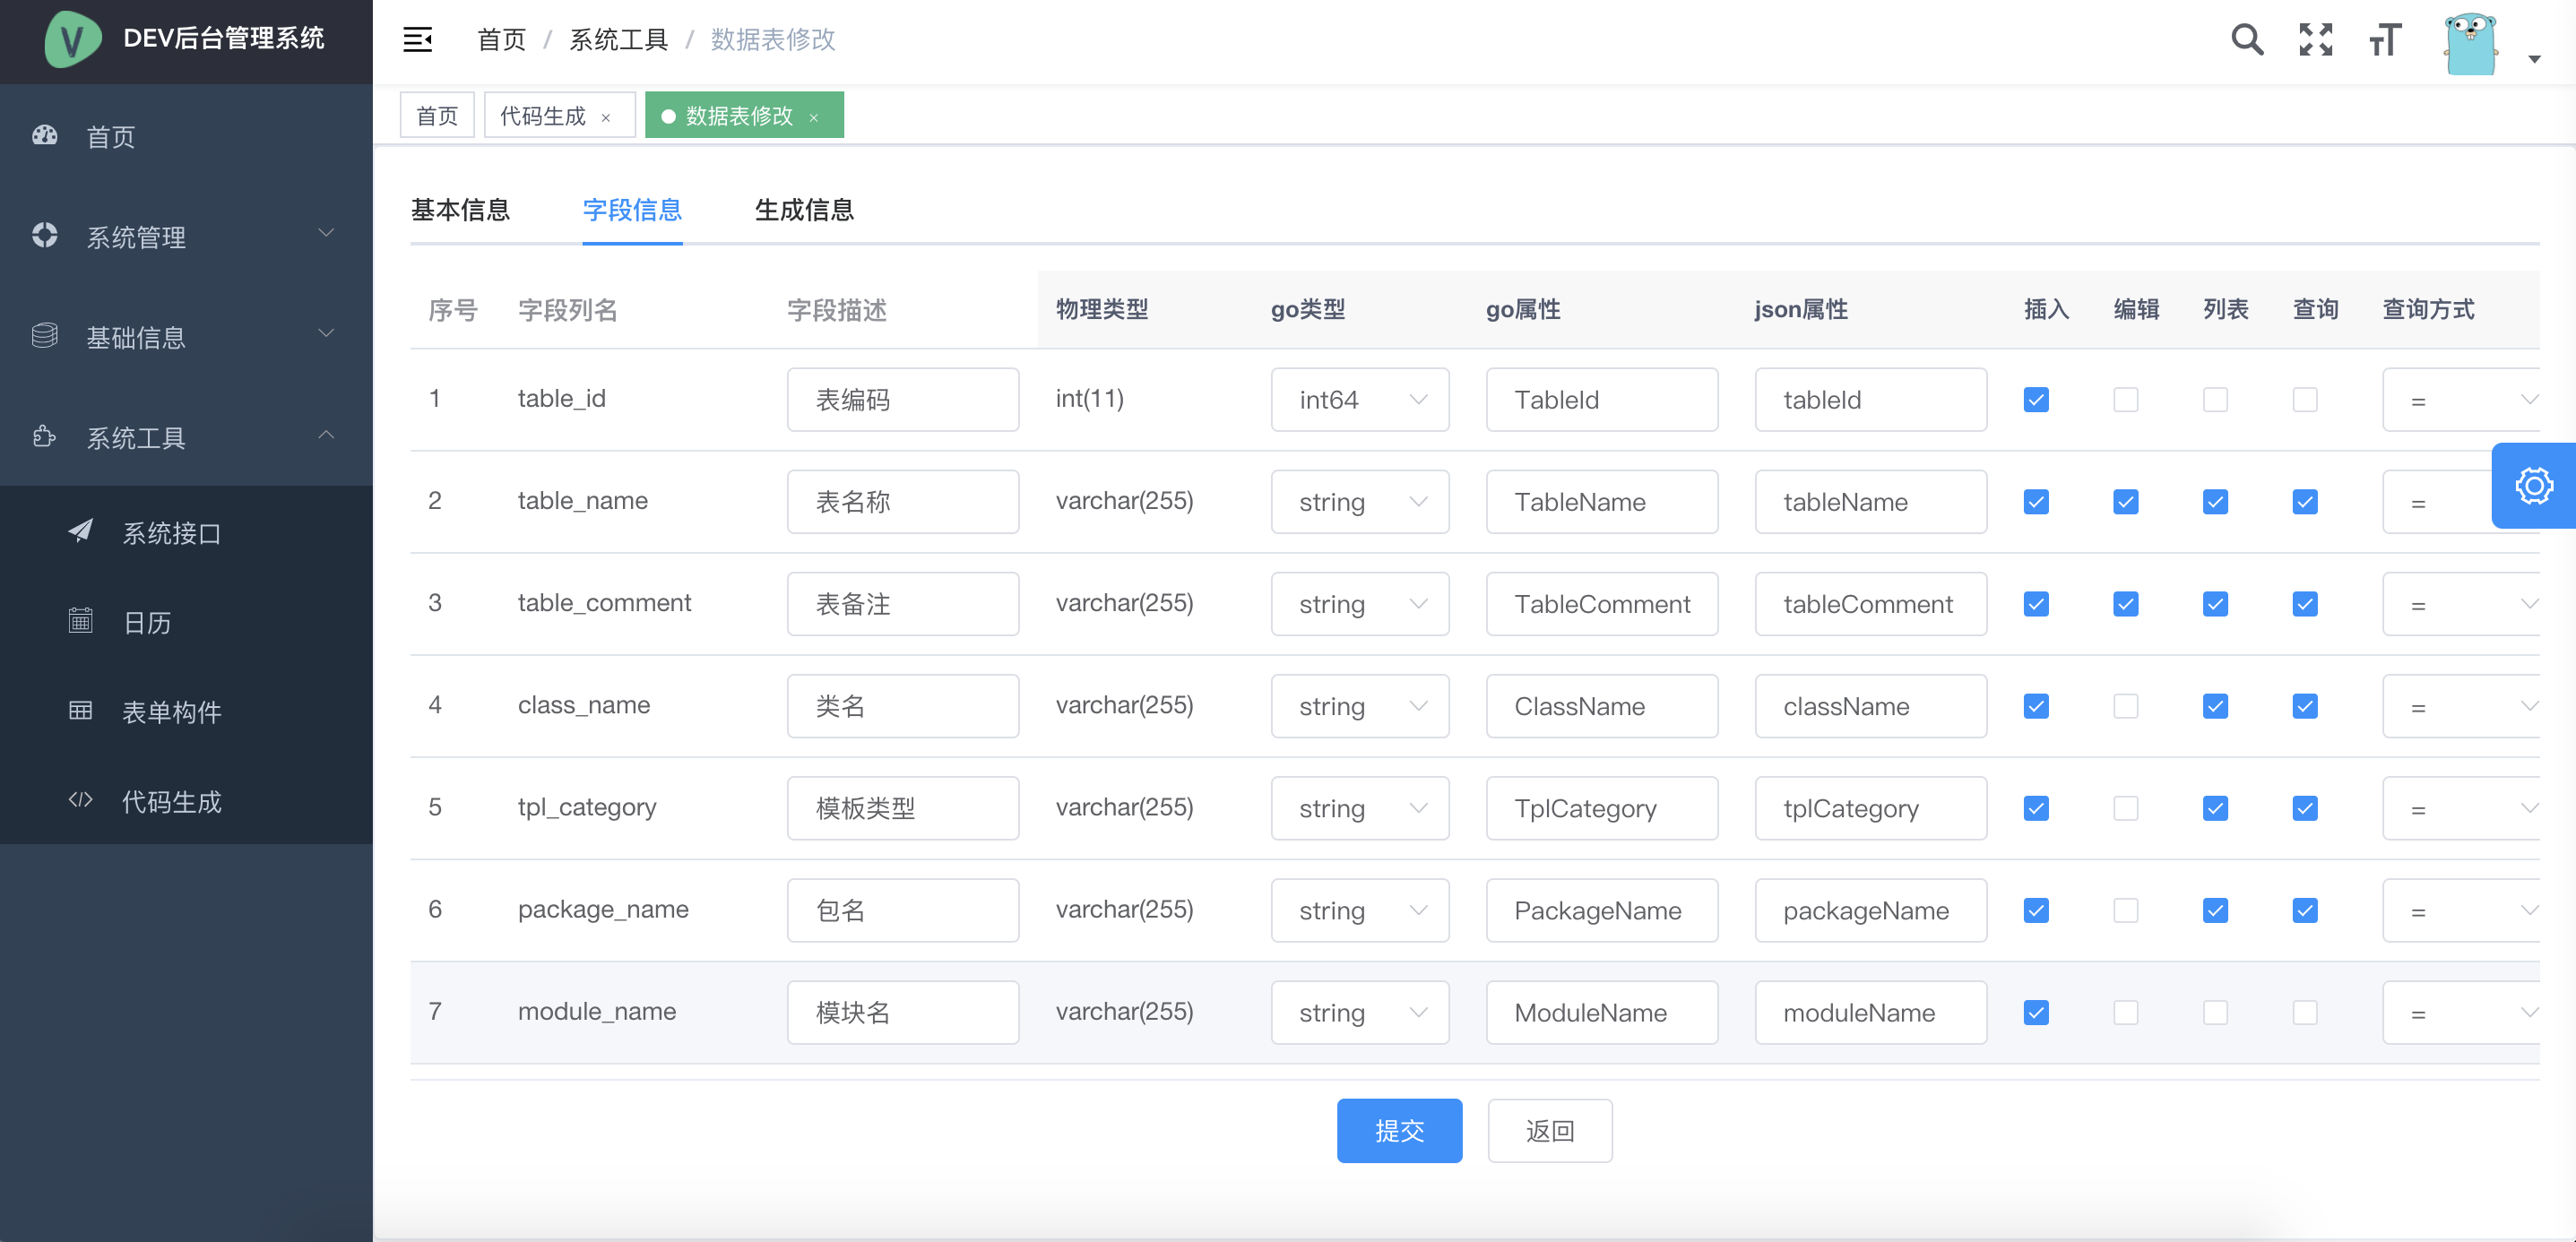 DEV后台管理系统
首页 / 系统工具 / 数据表修改
首页
代码生成 ×
数据表修改 ×
首页
系统管理
基础信息
系统工具
系统接口
日历
表单构件
代码生成
基本信息 字段信息 生成信息
序号 字段列名 字段描述 物理类型 go类型 go属性 json属性 插入 编辑 列表 查询 查询方式
1 table_id 表编码 int(11) int64 TableId tableId =
2 table_name 表名称 varchar(255) string TableName tableName =
3 table_comment 表备注 varchar(255) string TableComment tableComment =
4 class_name 类名 varchar(255) string ClassName className =
5 tpl_category 模板类型 varchar(255) string TplCategory tplCategory =
6 package_name 包名 varchar(255) string PackageName packageName =
7 module_name 模块名 varchar(255) string ModuleName moduleName =
提交 返回